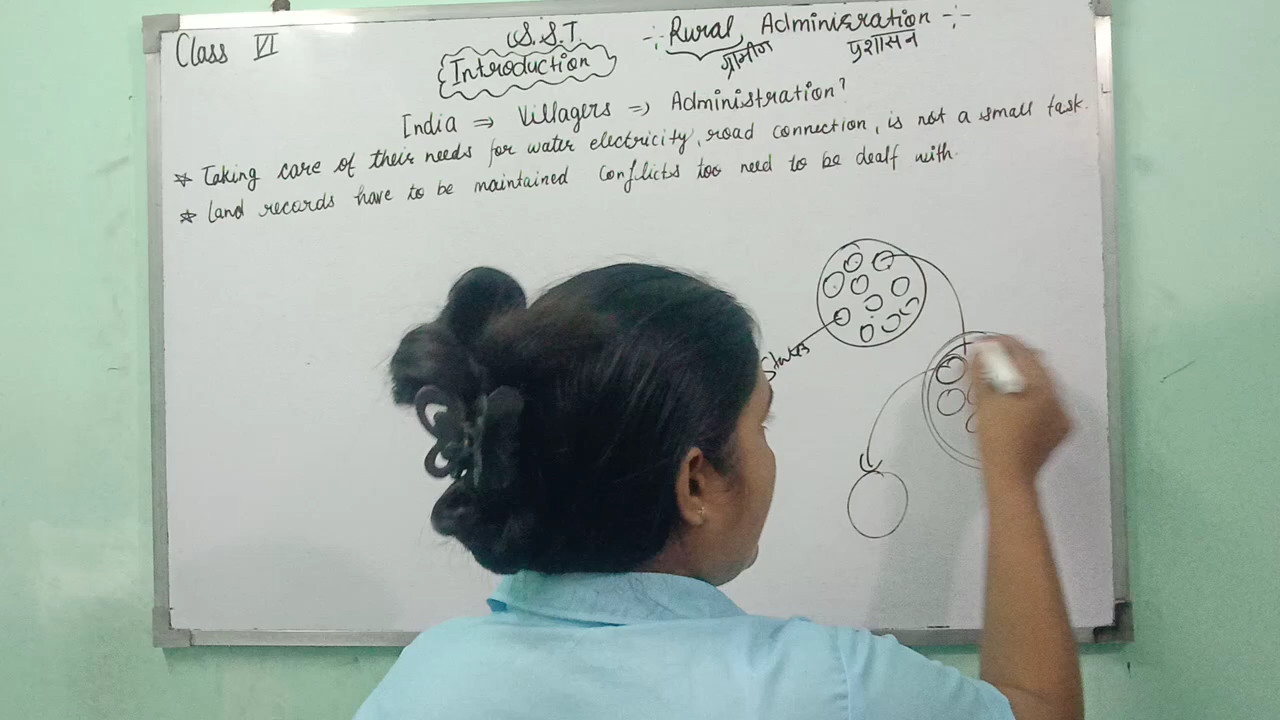 Class VI
S.S.T.
-:- Rural Administration -:-
Introduction
ग्रामीण प्रशासन
India ⇒ Villagers ⇒ Administration?
* Taking care of their needs for water electricity, road connection, is not a small task.
* Land records have to be maintained Conflicts too need to be dealt with.
States